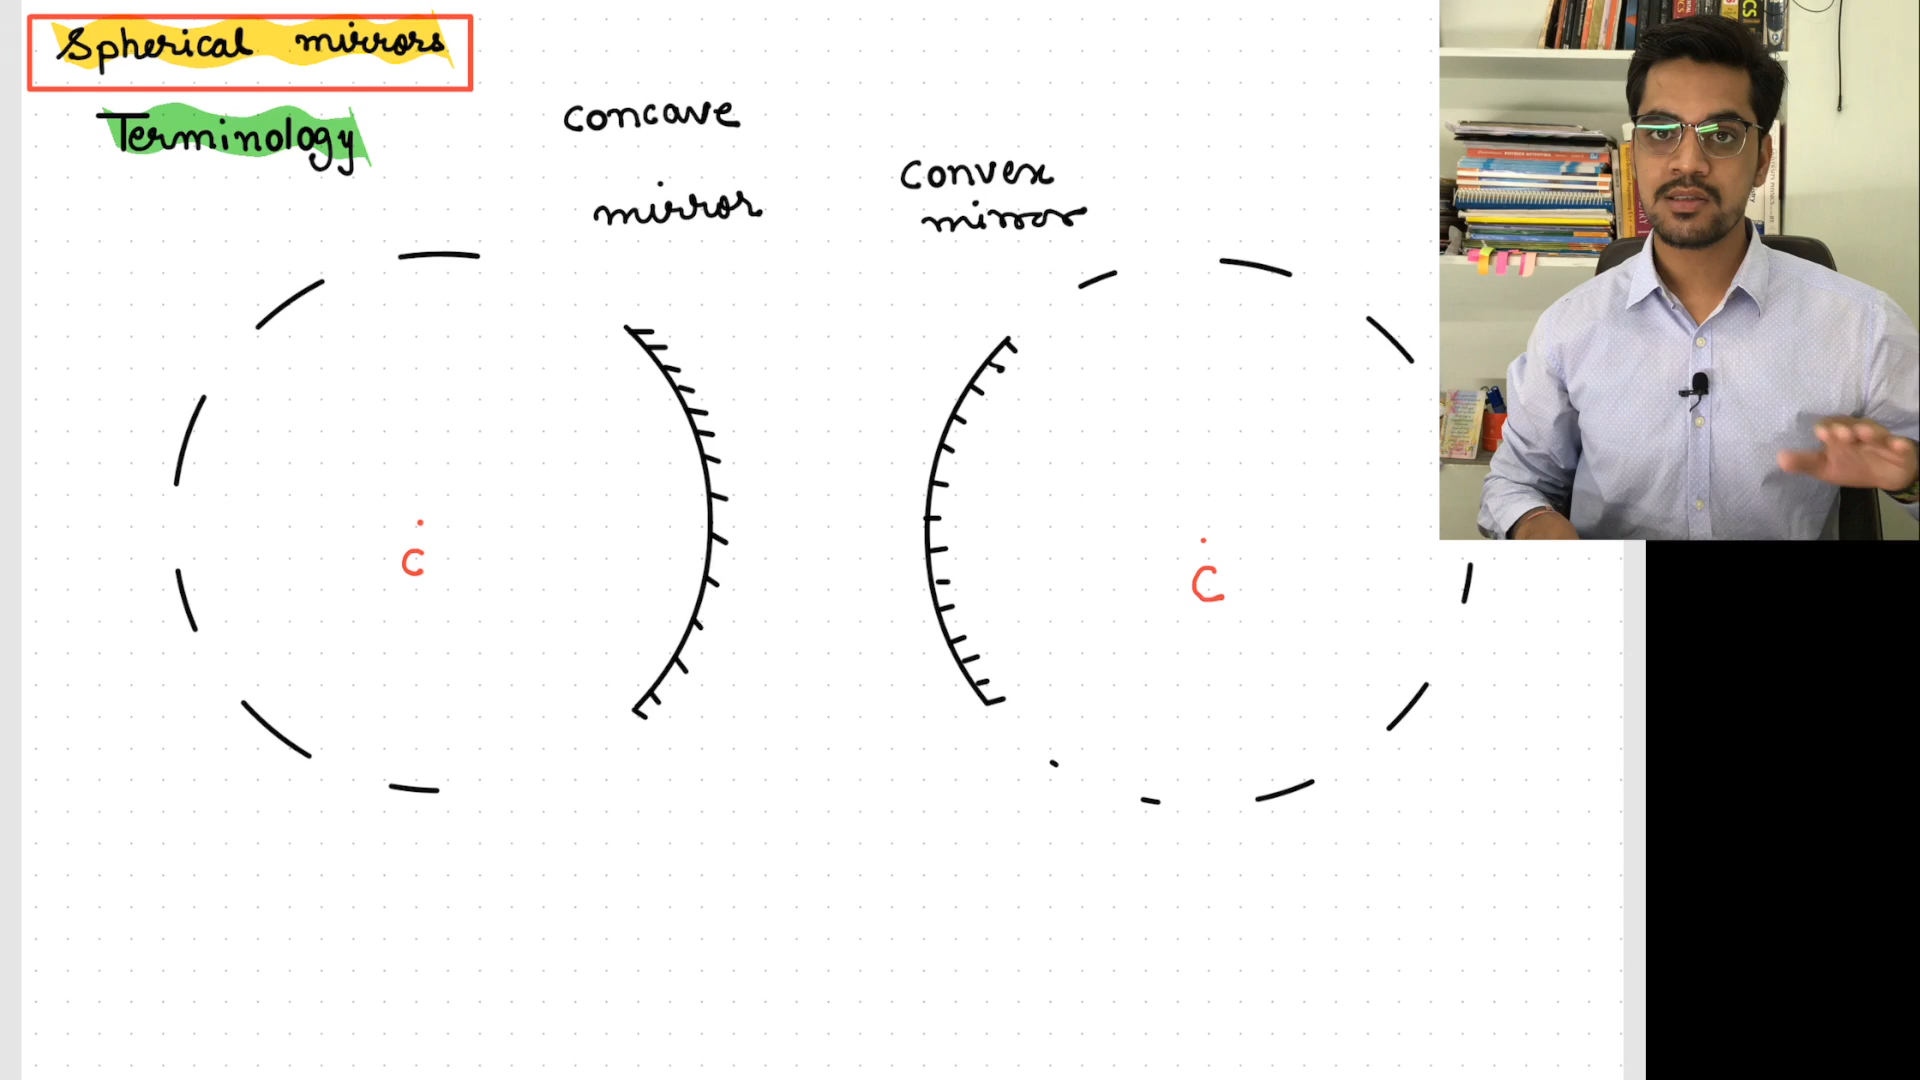 Spherical mirrors
Terminology
concave
mirror
convex
mirror
C
C